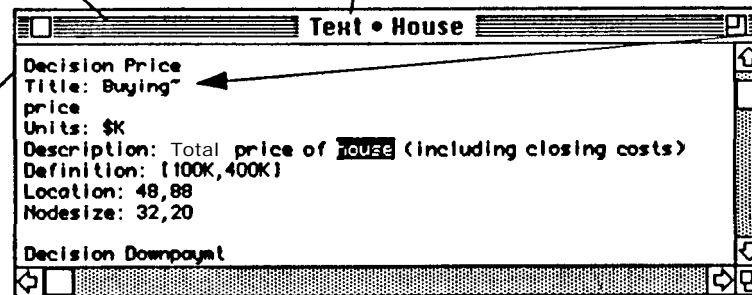 Text • House
Decision Price
Title: Buying~
price
Units: $K
Description: Total price of house (including closing costs)
Definition: [100K,400K]
Location: 48,88
Nodesize: 32,20
Decision Downpaymt